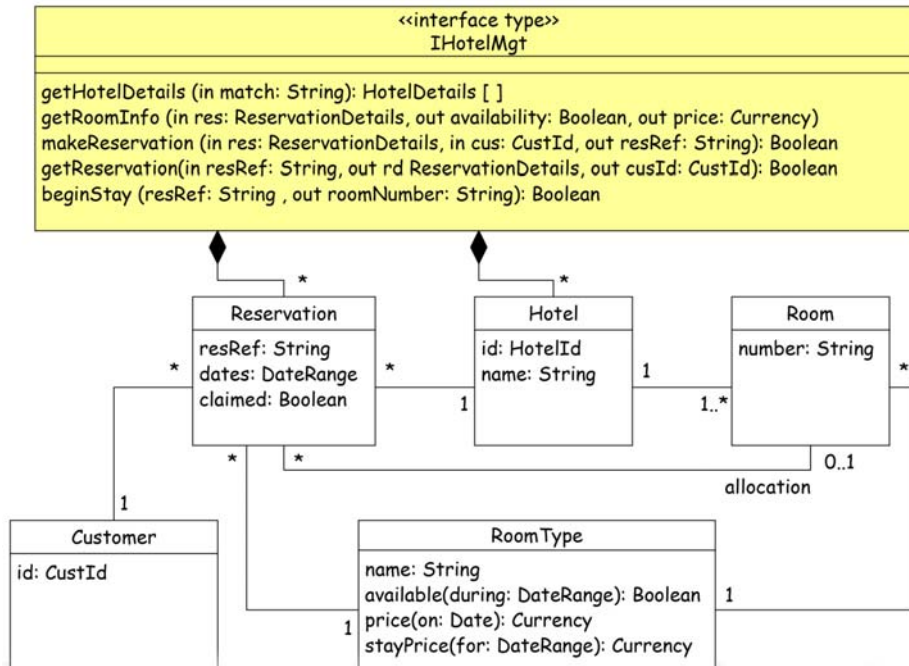 <<interface type>>
IHotelMgt
getHotelDetails (in match: String): HotelDetails [ ]
getRoomInfo (in res: ReservationDetails, out availability: Boolean, out price: Currency)
makeReservation (in res: ReservationDetails, in cus: CustId, out resRef: String): Boolean
getReservation(in resRef: String, out rd ReservationDetails, out cusId: CustId): Boolean
beginStay (resRef: String , out roomNumber: String): Boolean
*
*
Reservation
resRef: String
dates: DateRange
claimed: Boolean
Hotel
id: HotelId
name: String
Room
number: String
*
*
1
1
1..*
*
*
*
0..1
allocation
1
Customer
id: CustId
1
RoomType
name: String
available(during: DateRange): Boolean
price(on: Date): Currency
stayPrice(for: DateRange): Currency
1